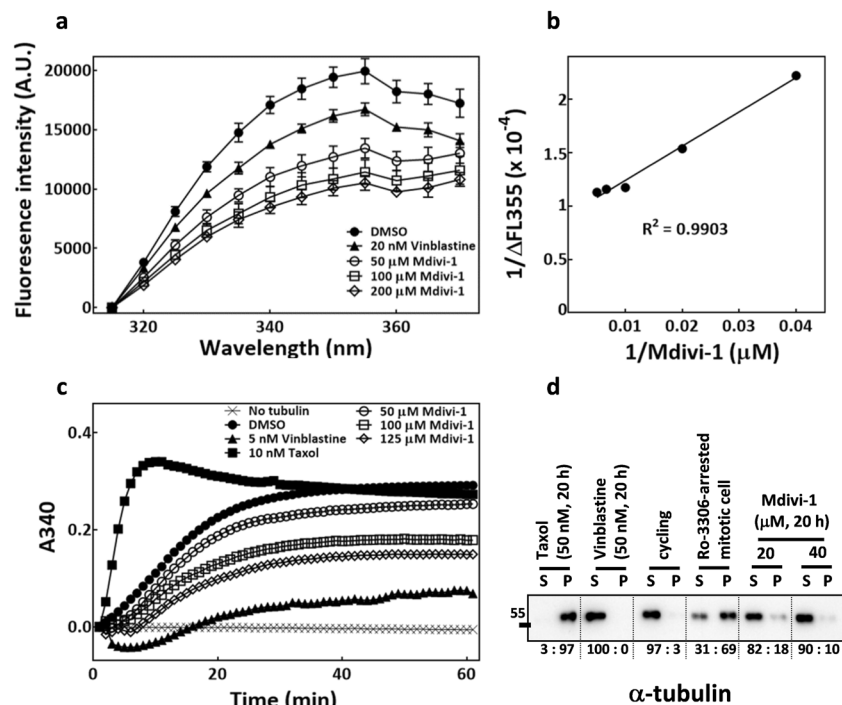 a
Fluoresence intensity (A.U.)
20000
15000
10000
5000
0
320
340
360
Wavelength (nm)
DMSO
20 nM Vinblastine
50 μM Mdivi-1
100 μM Mdivi-1
200 μM Mdivi-1
b
1/ΔFL355 (x 10⁻⁴)
2
1.5
1
0.5
0
0.01
0.02
0.03
0.04
1/Mdivi-1 (μM)
R² = 0.9903
c
A340
0.4
0.2
0.0
0
20
40
60
Time (min)
No tubulin
DMSO
5 nM Vinblastine
10 nM Taxol
50 μM Mdivi-1
100 μM Mdivi-1
125 μM Mdivi-1
d
Taxol
(50 nM, 20 h)
Vinblastine
(50 nM, 20 h)
cycling
Ro-3306-arrested
mitotic cell
Mdivi-1
(μM, 20 h)
20 40
S P S P S P S P S P S P
55
3 : 97 100 : 0 97 : 3 31 : 69 82 : 18 90 : 10
α-tubulin